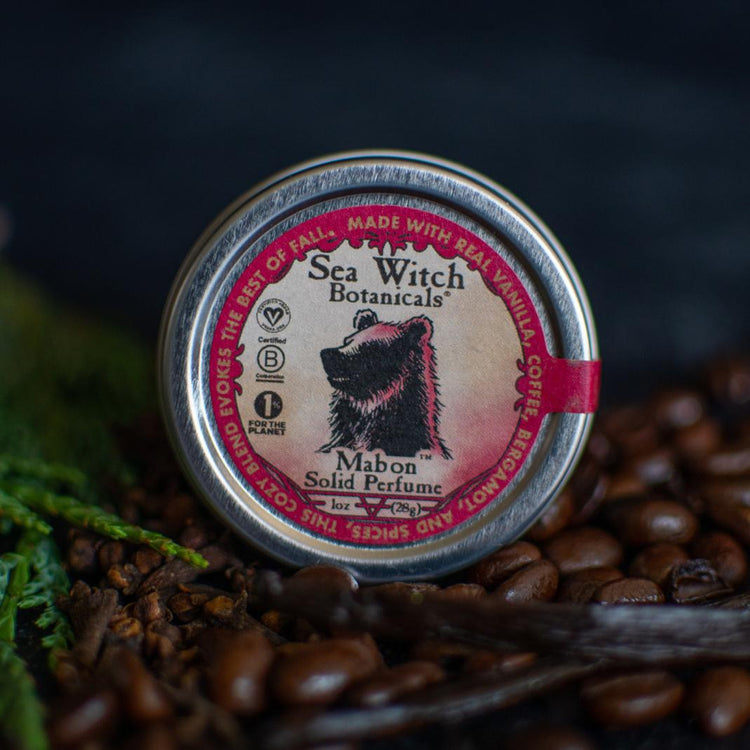 MADE WITH REAL VANILLA, COFFEE, BERGAMOT, AND SPICES, THIS COZY BLEND EVOKES THE BEST OF FALL.
Sea Witch
Botanicals®
Certified
B
Corporation
1%
FOR THE
PLANET
Mabon™
Solid Perfume
1oz (28g)